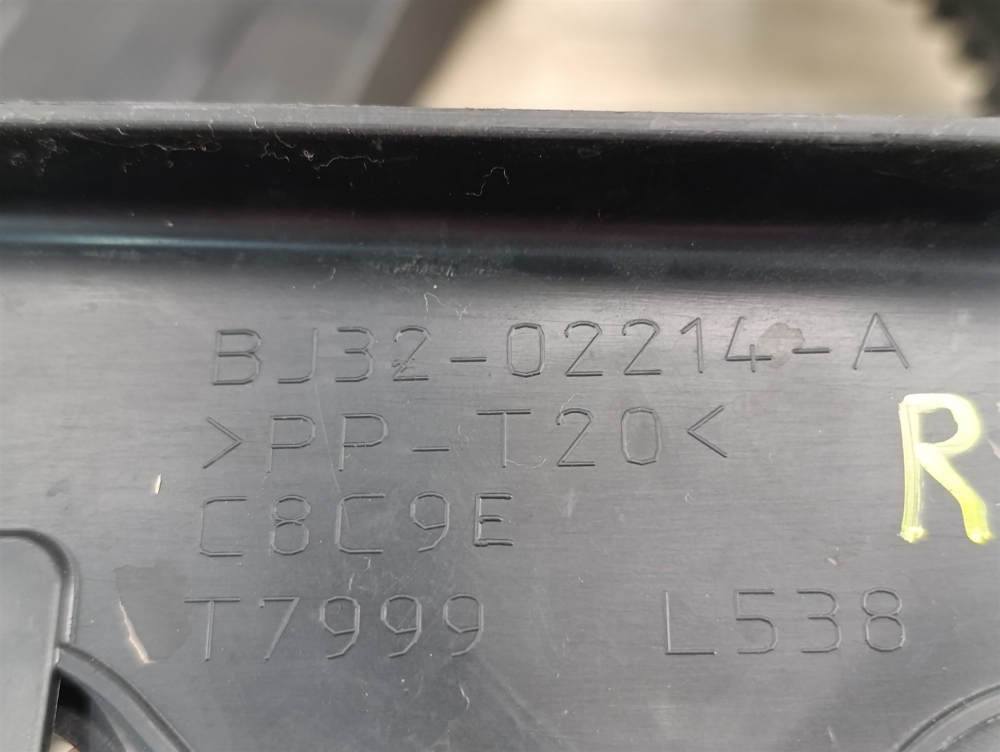 BJ32-02214-A
>PP-T20<
R
C8C9E
T7999 L538